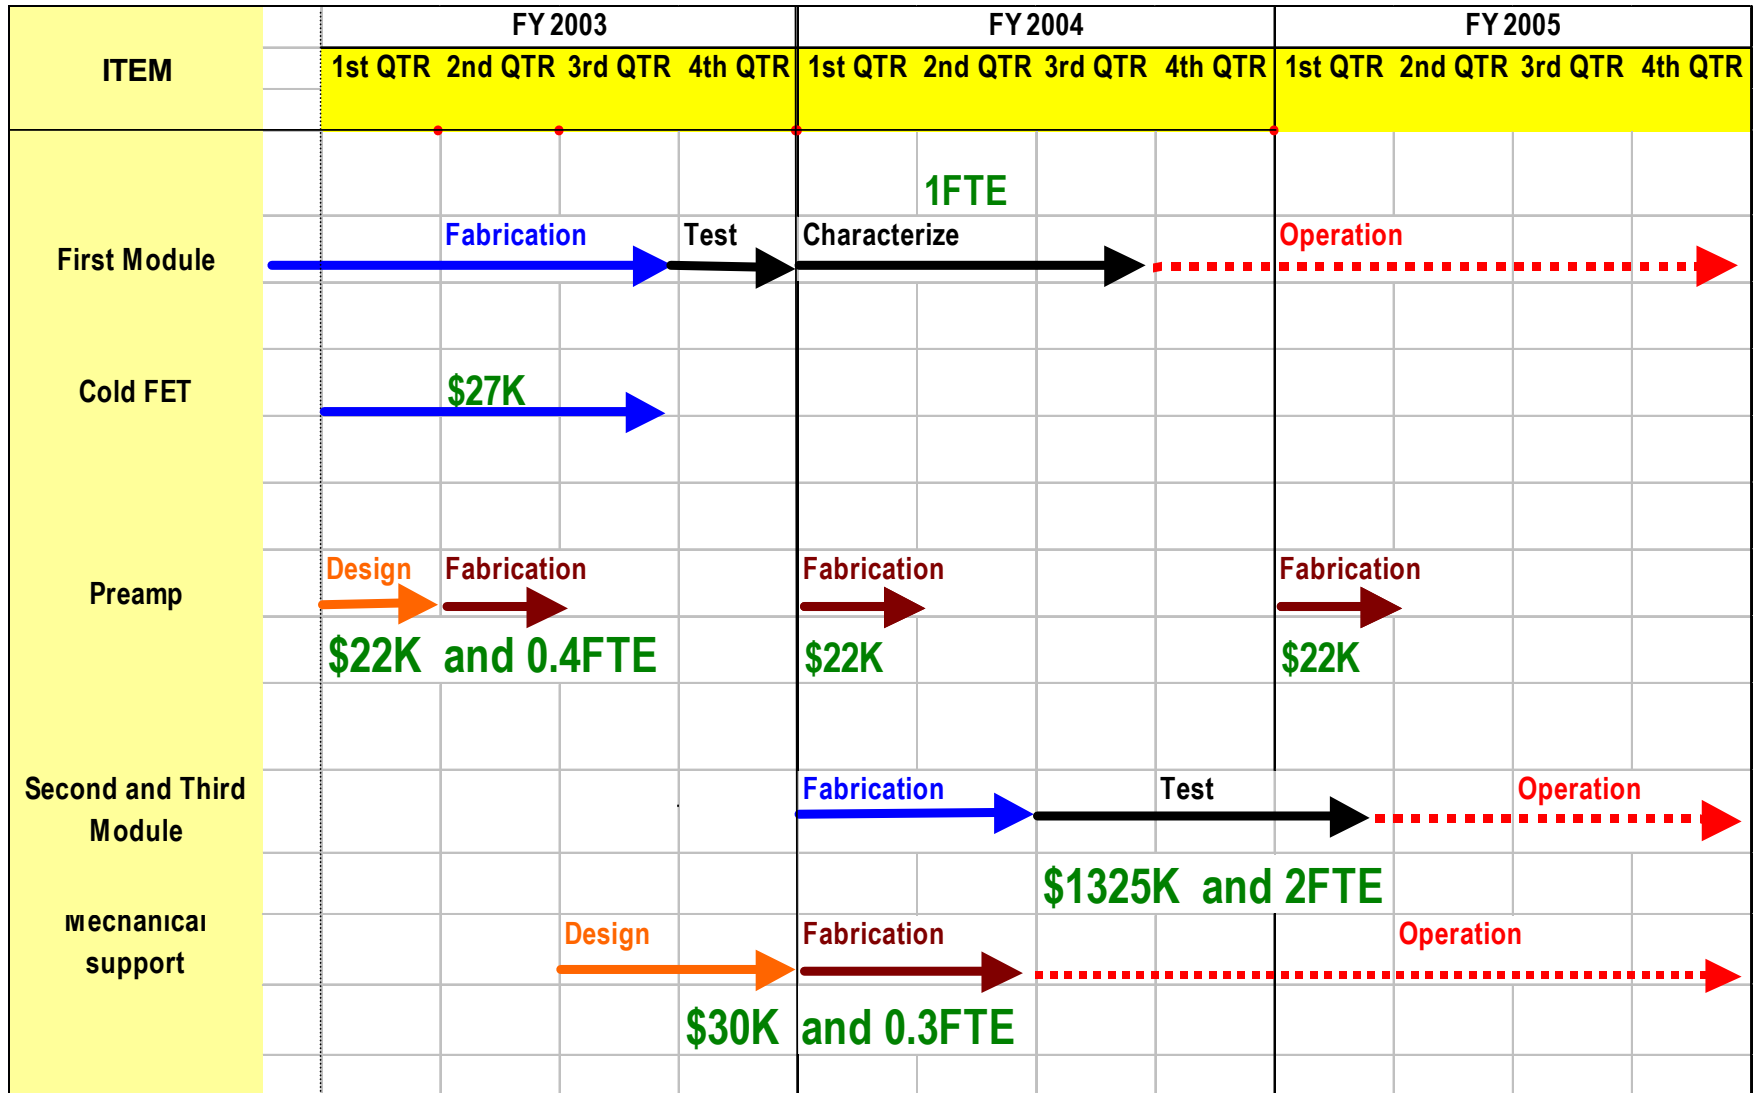 FY 2003 FY 2004 FY 2005
ITEM
1st QTR 2nd QTR 3rd QTR 4th QTR 1st QTR 2nd QTR 3rd QTR 4th QTR 1st QTR 2nd QTR 3rd QTR 4th QTR
1FTE
Fabrication Test Characterize Operation
First Module
Cold FET
$27K
Design Fabrication Fabrication Fabrication
Preamp
$22K and 0.4FTE $22K $22K
Second and Third
Module
Fabrication Test Operation
$1325K and 2FTE
Mechanical
support
Design Fabrication Operation
$30K and 0.3FTE